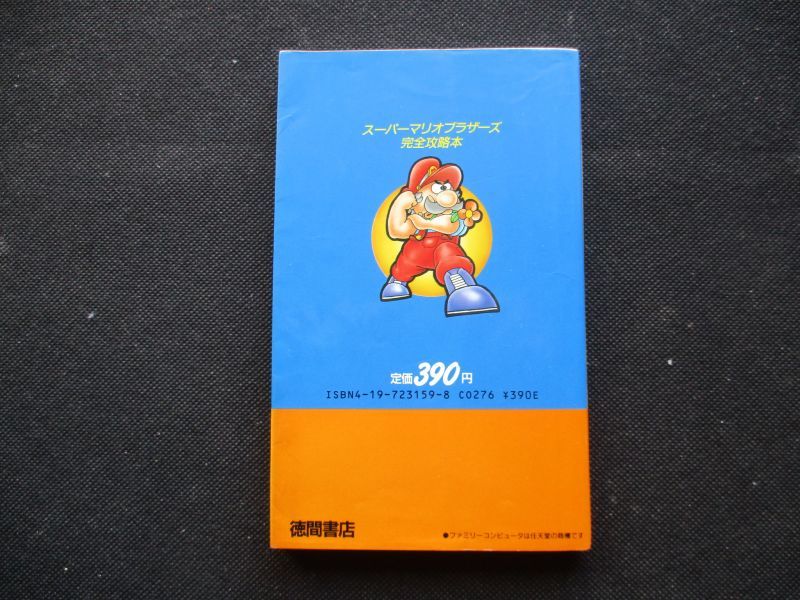 スーパーマリオブラザーズ
完全攻略本
定価390円
ISBN4-19-723159-8 C0276 ¥390E
徳間書店
●ファミリーコンピュータは任天堂の商標です